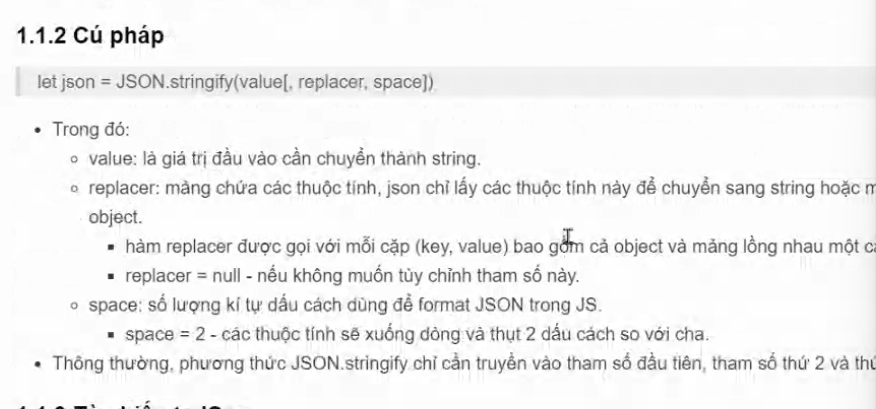 1.1.2 Cú pháp
let json = JSON.stringify(value[, replacer, space])
Trong đó:
value: là giá trị đầu vào cần chuyển thành string.
replacer: mảng chứa các thuộc tính, json chỉ lấy các thuộc tính này để chuyển sang string hoặc
object.
hàm replacer được gọi với mỗi cặp (key, value) bao gồm cả object và mảng lồng nhau một
replacer = null - nếu không muốn tùy chỉnh tham số này.
space: số lượng kí tự dấu cách dùng để format JSON trong JS.
space = 2 - các thuộc tính sẽ xuống dòng và thụt 2 dấu cách so với cha.
Thông thường, phương thức JSON.stringify chỉ cần truyền vào tham số đầu tiên, tham số thứ 2 và